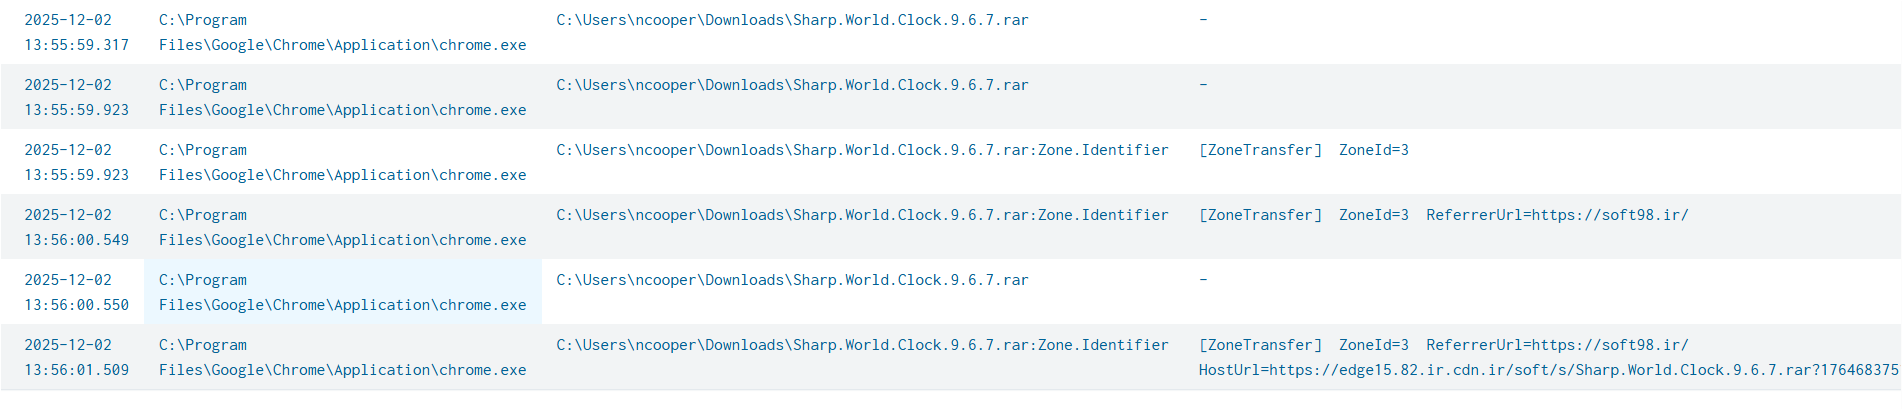 2025-12-02 C:\Program C:\Users\ncooper\Downloads\Sharp.World.Clock.9.6.7.rar -
13:55:59.317 Files\Google\Chrome\Application\chrome.exe
2025-12-02 C:\Program C:\Users\ncooper\Downloads\Sharp.World.Clock.9.6.7.rar -
13:55:59.923 Files\Google\Chrome\Application\chrome.exe
2025-12-02 C:\Program C:\Users\ncooper\Downloads\Sharp.World.Clock.9.6.7.rar:Zone.Identifier [ZoneTransfer] ZoneId=3
13:55:59.923 Files\Google\Chrome\Application\chrome.exe
2025-12-02 C:\Program C:\Users\ncooper\Downloads\Sharp.World.Clock.9.6.7.rar:Zone.Identifier [ZoneTransfer] ZoneId=3 ReferrerUrl=https://soft98.ir/
13:56:00.549 Files\Google\Chrome\Application\chrome.exe
2025-12-02 C:\Program C:\Users\ncooper\Downloads\Sharp.World.Clock.9.6.7.rar -
13:56:00.550 Files\Google\Chrome\Application\chrome.exe
2025-12-02 C:\Program C:\Users\ncooper\Downloads\Sharp.World.Clock.9.6.7.rar:Zone.Identifier [ZoneTransfer] ZoneId=3 ReferrerUrl=https://soft98.ir/
13:56:01.509 Files\Google\Chrome\Application\chrome.exe HostUrl=https://edge15.82.ir.cdn.ir/soft/s/Sharp.World.Clock.9.6.7.rar?176468375